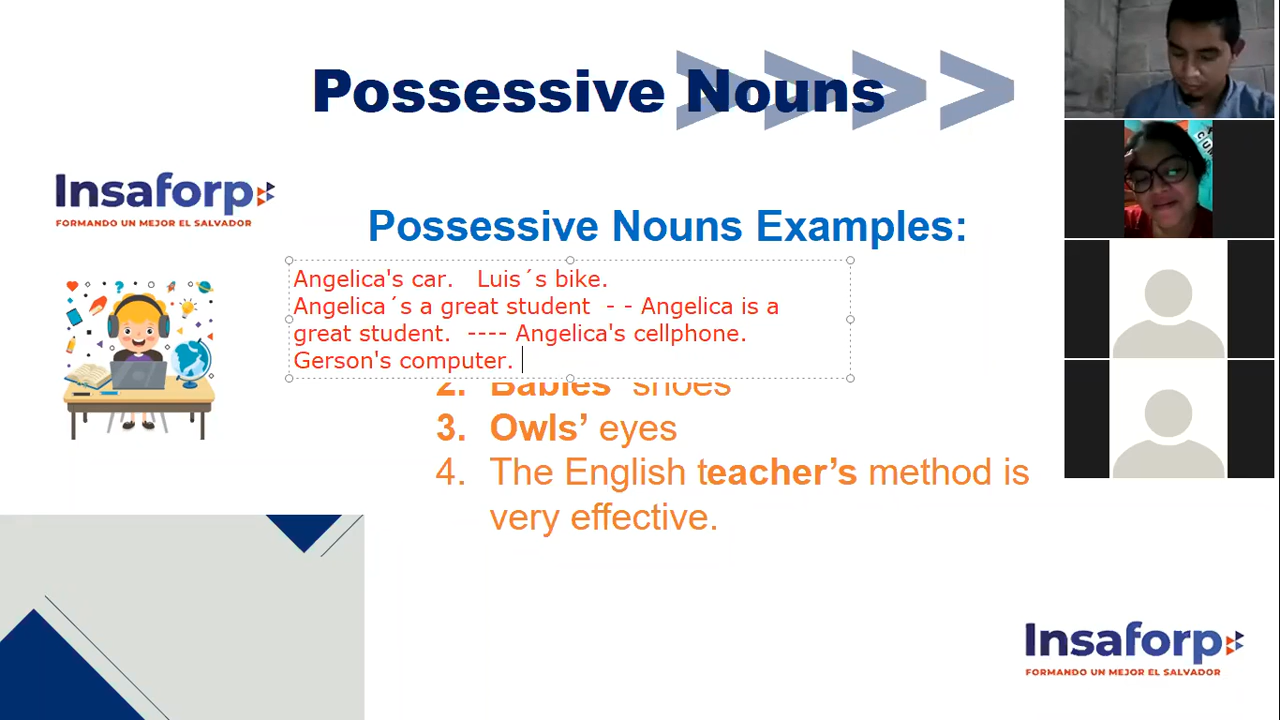 Possessive Nouns
Insaforp
FORMANDO UN MEJOR EL SALVADOR
Possessive Nouns Examples:
Angelica's car.   Luis´s bike.
Angelica´s a great student  - - Angelica is a
great student.  ---- Angelica's cellphone.
Gerson's computer.
2. Babies' shoes
3. Owls’ eyes
4. The English teacher’s method is
very effective.
Insaforp
FORMANDO UN MEJOR EL SALVADOR